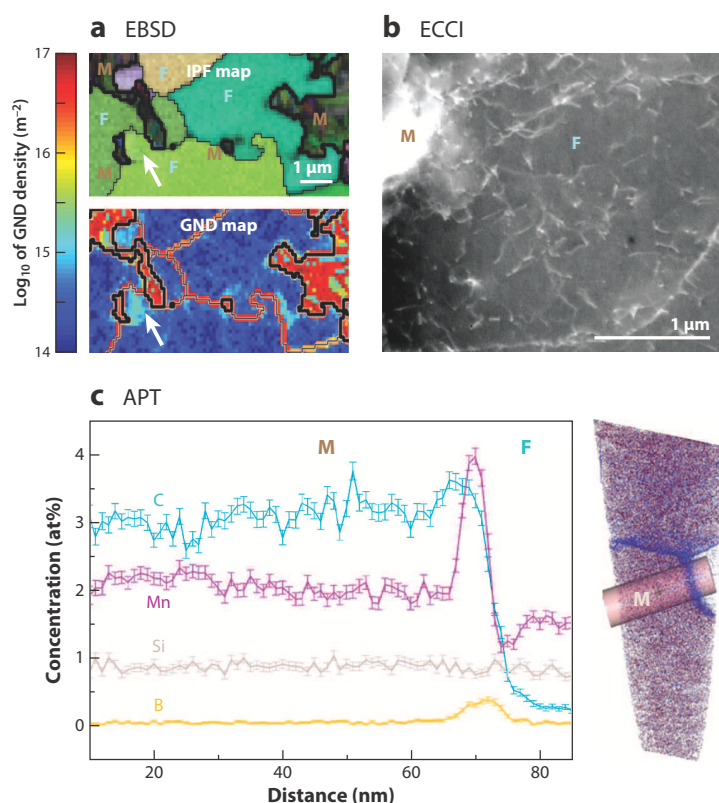 a EBSD
b ECCI
17
16
15
14
Log10 of GND density (m−2)
IPF map
M
F
F
F
M
F
M
M
1 µm
GND map
M
F
1 µm
c APT
M
F
4
3
2
1
0
Concentration (at%)
C
Mn
Si
B
20
40
60
80
Distance (nm)
M